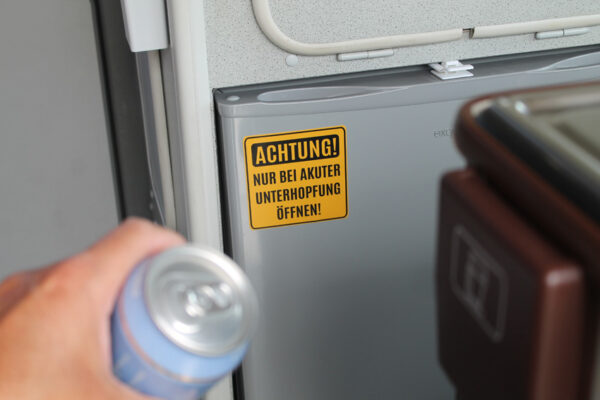 ACHTUNG!
NUR BEI AKUTER
UNTERHOPFUNG
ÖFFNEN!